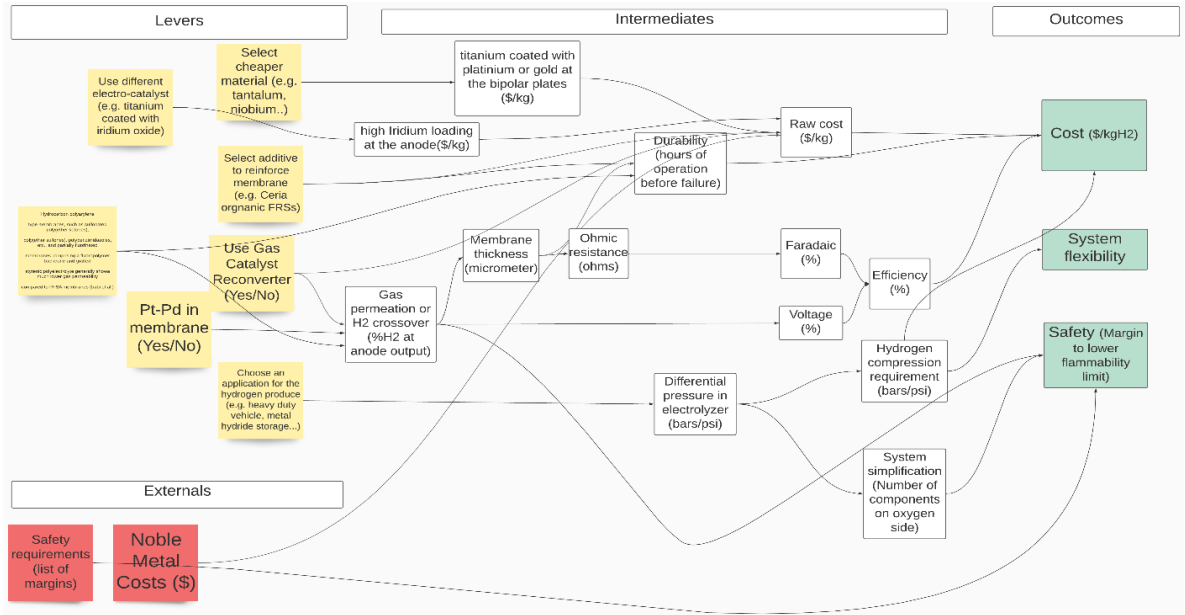 Levers
Intermediates
Outcomes
Select
cheaper
material (e.g.
tantalum,
niobium..)
Use different
electro-catalyst
(e.g. titanium
coated with
iridium oxide)
titanium coated with
platinium or gold at
the bipolar plates
($/kg)
high Iridium loading
at the anode($/kg)
Raw cost
($/kg)
Cost ($/kgH2)
Durability
(hours of
operation
before failure)
Select additive
to reinforce
membrane
(e.g. Ceria
orgnanic FRSs)
Hydrocarbon
Use Gas
Catalyst
Reconverter
(Yes/No)
Membrane
thickness
(micrometer)
Ohmic
resistance
(ohms)
Faradaic
(%)
Efficiency
(%)
System
flexibility
Pt-Pd in
membrane
(Yes/No)
Gas
permeation or
H2 crossover
(%H2 at
anode output)
Voltage
(%)
Hydrogen
compression
requirement
(bars/psi)
Safety (Margin
to lower
flammability
limit)
Choose an
application for the
hydrogen produce
(e.g. heavy duty
vehicle, metal
hydride storage...)
Differential
pressure in
electrolyzer
(bars/psi)
System
simplification
(Number of
components
on oxygen
side)
Externals
Safety
requirements
(list of
margins)
Noble
Metal
Costs ($)